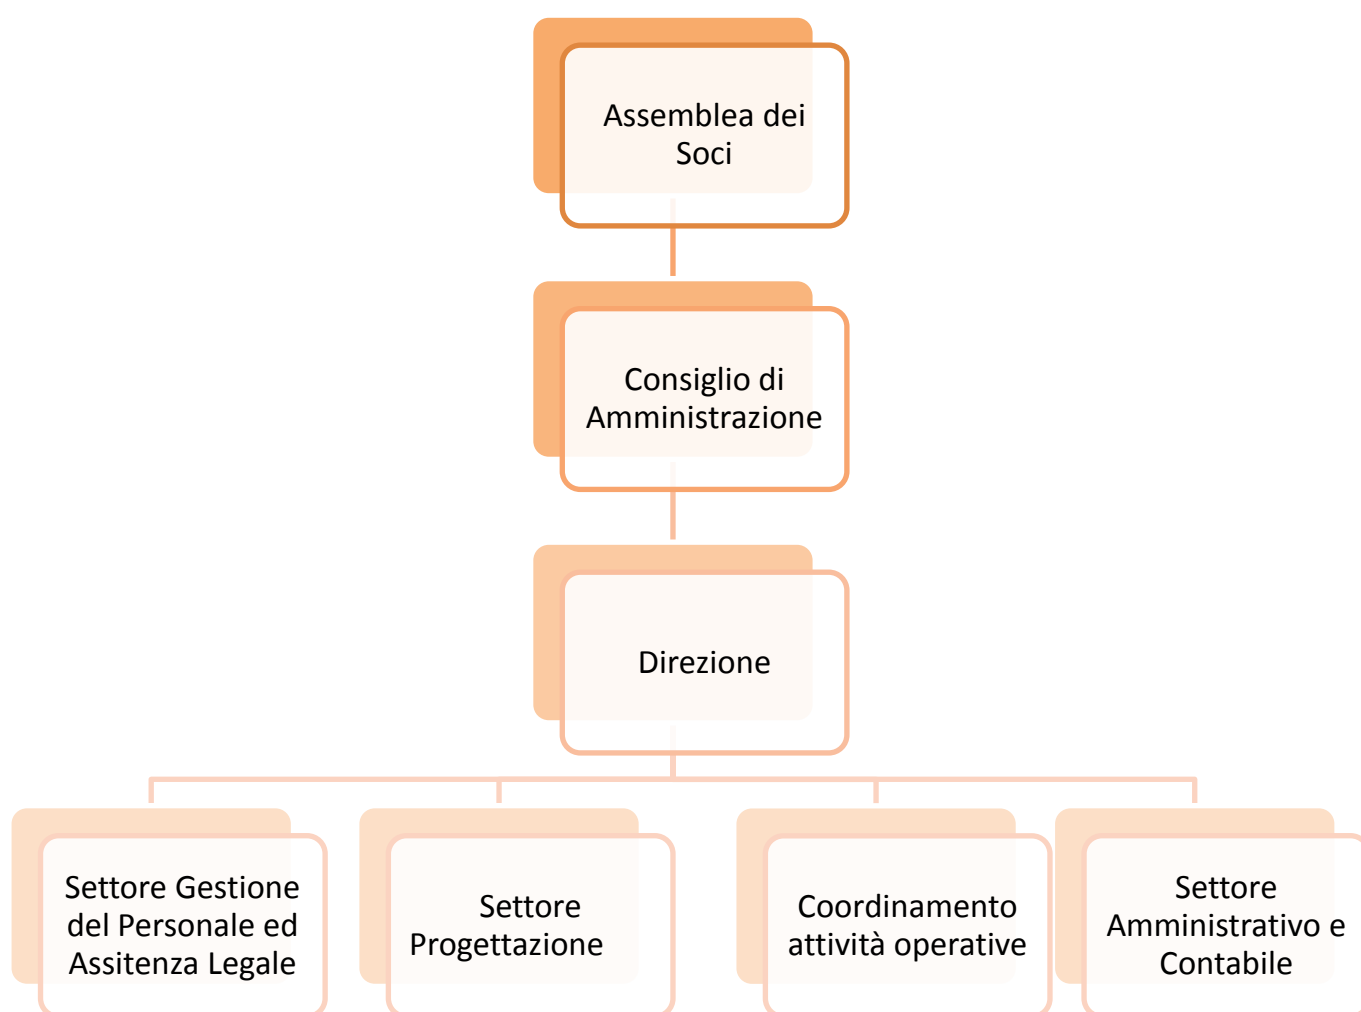 Assemblea dei
Soci
Consiglio di
Amministrazione
Direzione
Settore Gestione
del Personale ed
Assitenza Legale
Settore
Progettazione
Coordinamento
attività operative
Settore
Amministrativo e
Contabile